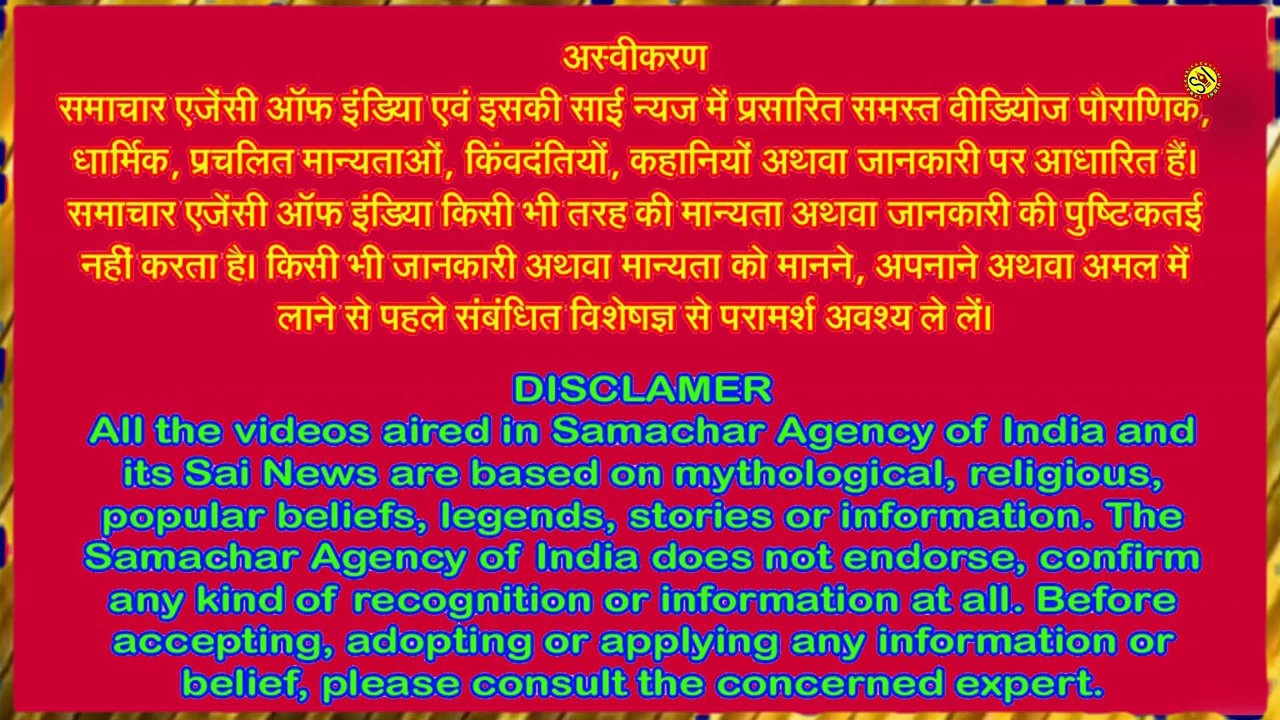 अस्वीकरण
SAI
समाचार एजेंसी ऑफ इंडिया एवं इसकी साई न्यज में प्रसारित समस्त वीडियोज पौराणिक,
धार्मिक, प्रचलित मान्यताओं, किंवदंतियों, कहानियों अथवा जानकारी पर आधारित हैं।
समाचार एजेंसी ऑफ इंडिया किसी भी तरह की मान्यता अथवा जानकारी की पुष्टि कतई
नहीं करता है। किसी भी जानकारी अथवा मान्यता को मानने, अपनाने अथवा अमल में
लाने से पहले संबंधित विशेषज्ञ से परामर्श अवश्य ले लें।
DISCLAMER
All the videos aired in Samachar Agency of India and
its Sai News are based on mythological, religious,
popular beliefs, legends, stories or information. The
Samachar Agency of India does not endorse, confirm
any kind of recognition or information at all. Before
accepting, adopting or applying any information or
belief, please consult the concerned expert.